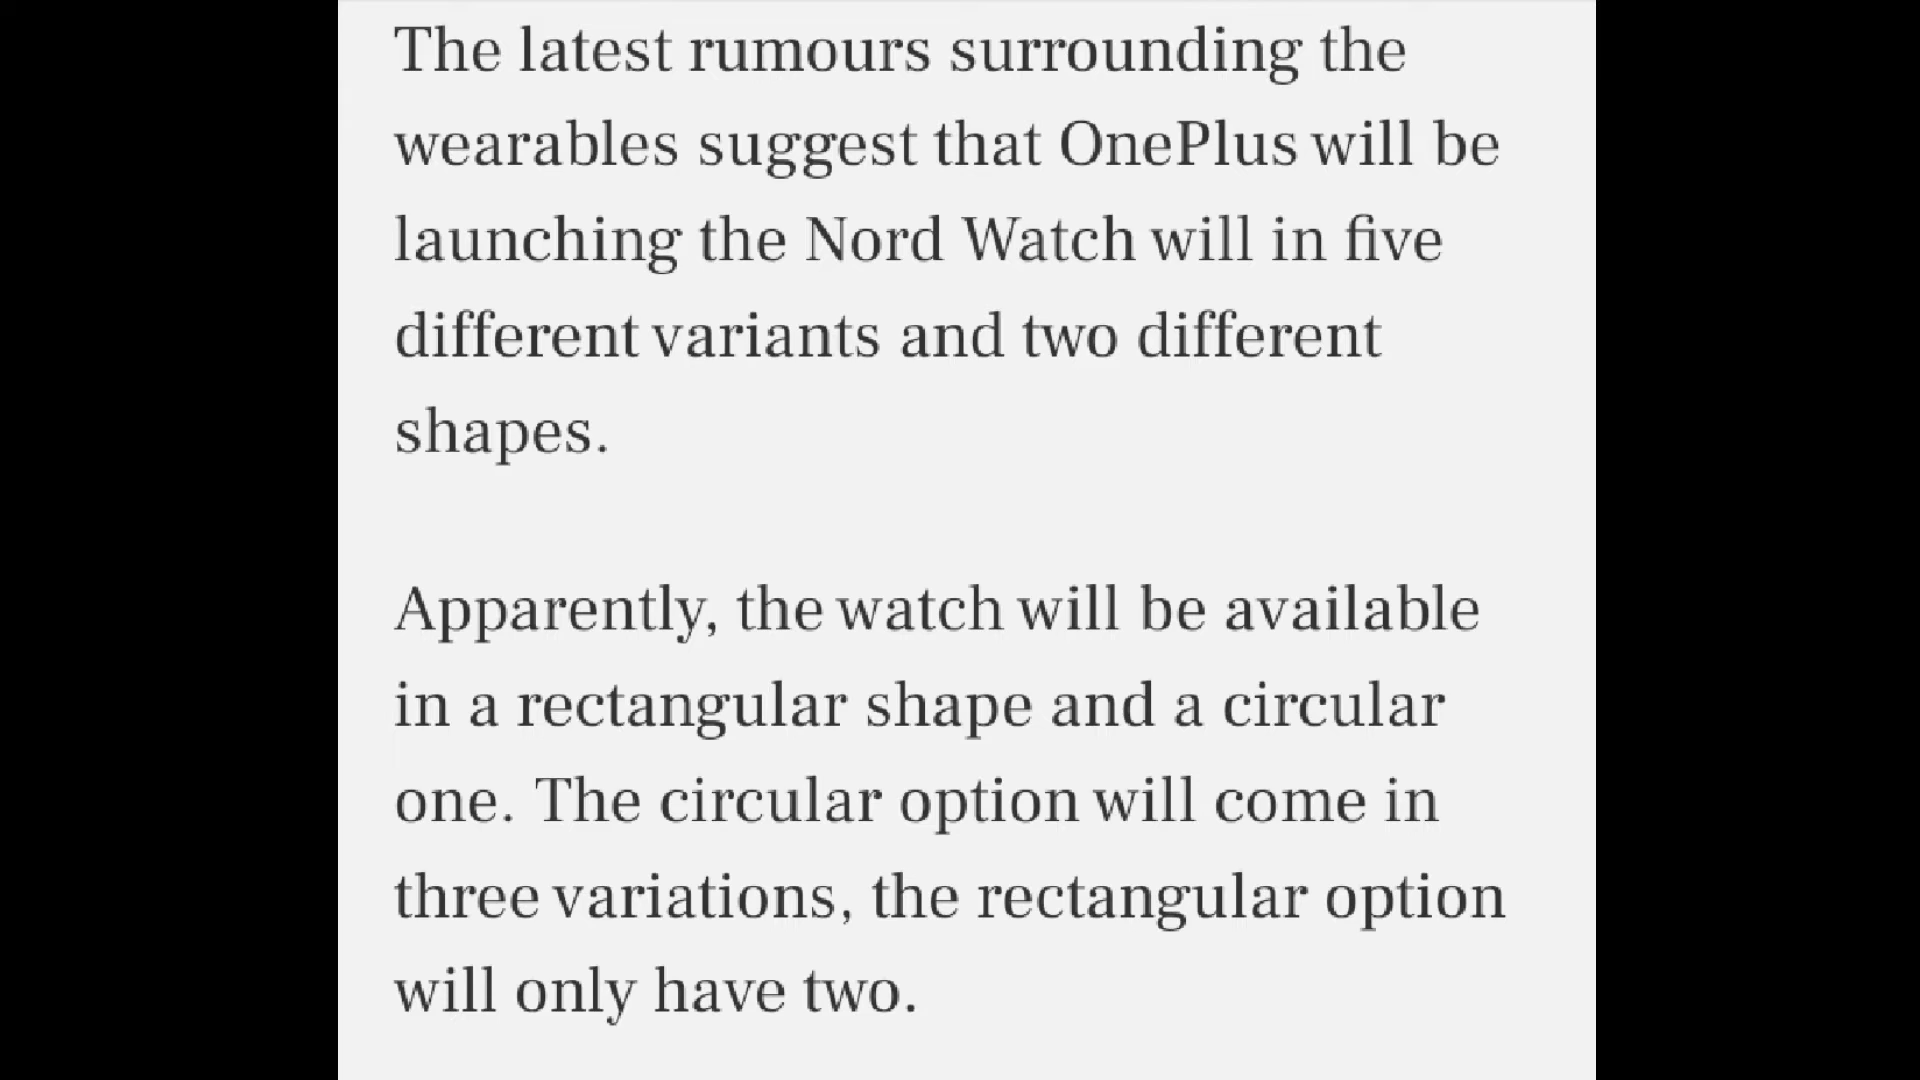 The latest rumours surrounding the
wearables suggest that OnePlus will be
launching the Nord Watch will in five
different variants and two different
shapes.
Apparently, the watch will be available
in a rectangular shape and a circular
one. The circular option will come in
three variations, the rectangular option
will only have two.